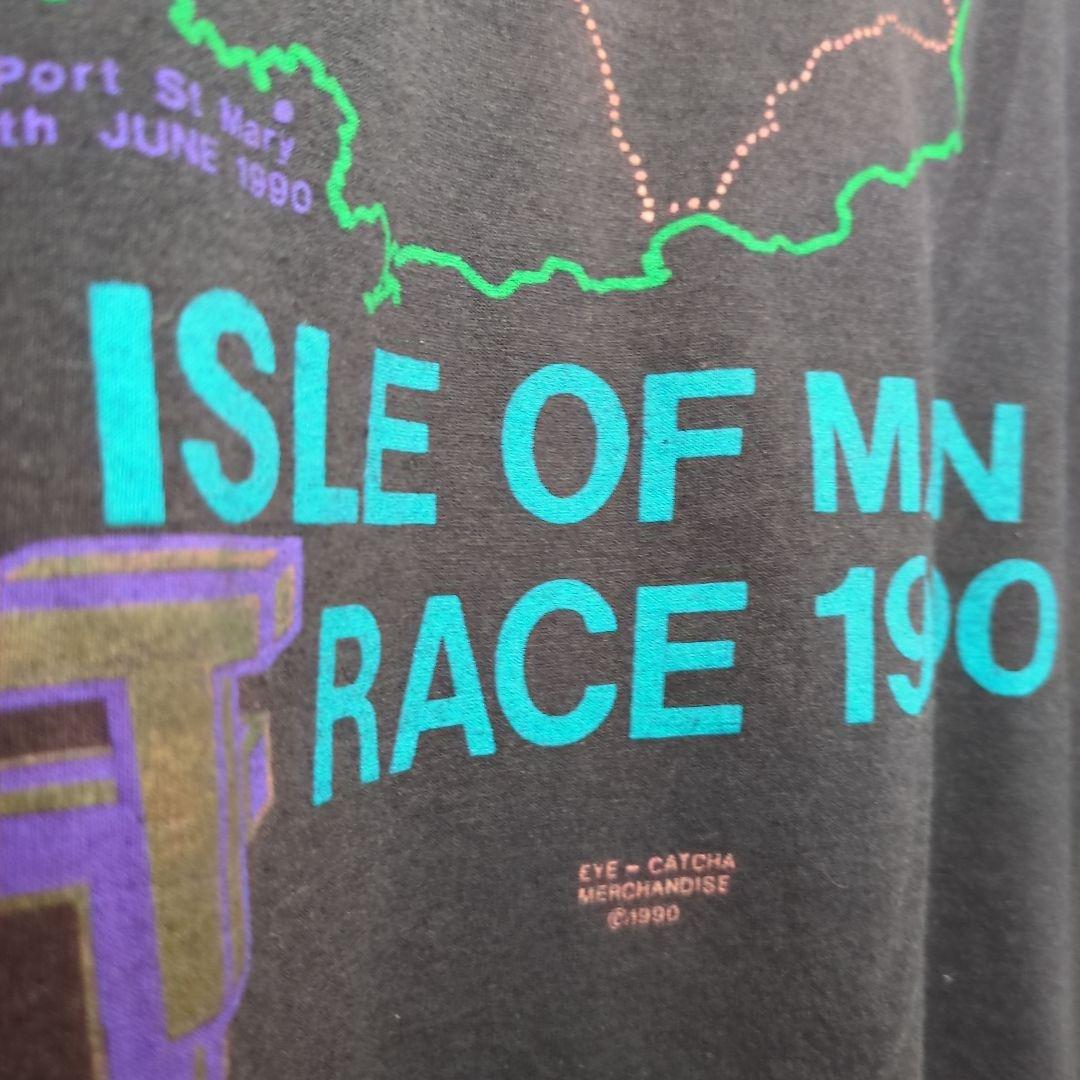 Port St Mary
th JUNE 1990
ISLE OF MN
RACE 190
EYE - CATCHA
MERCHANDISE
©1990